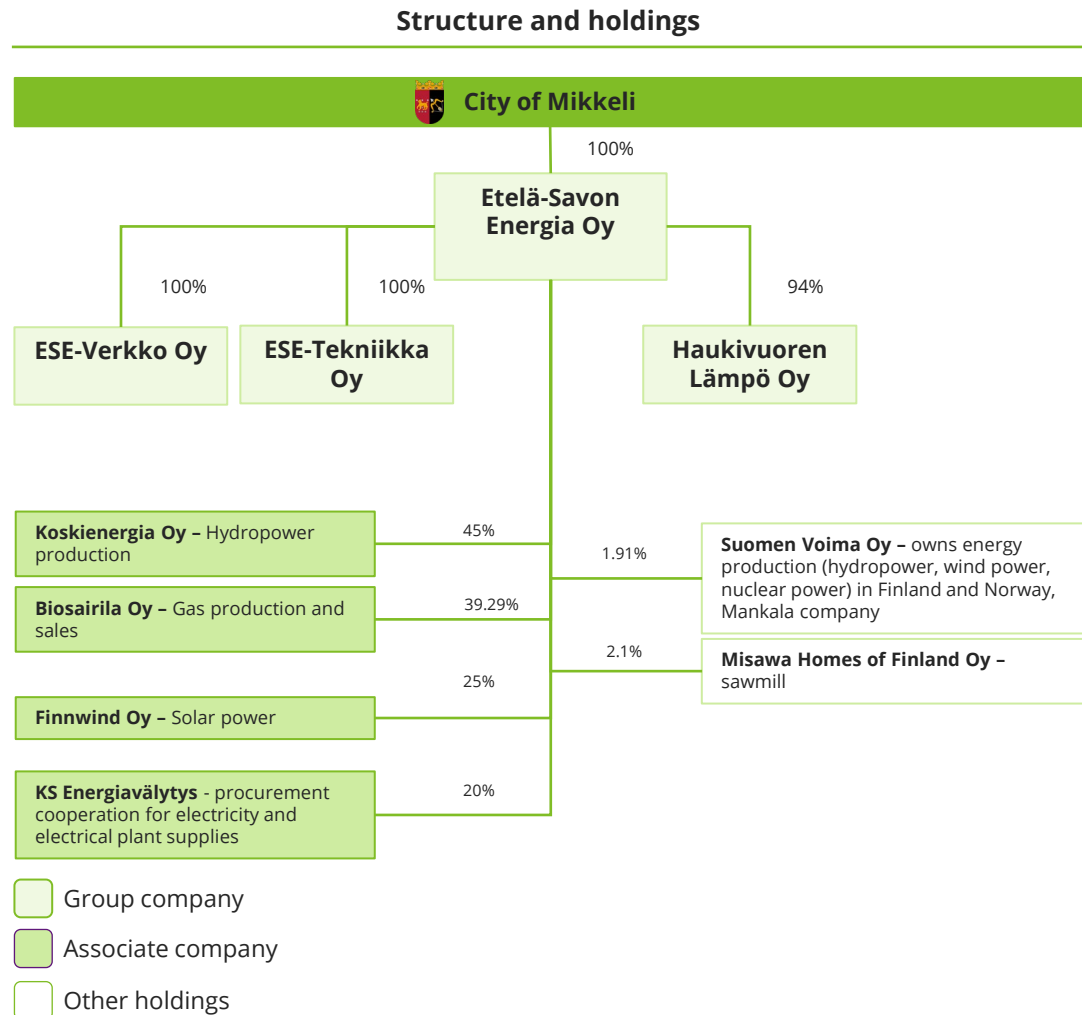 Structure and holdings
City of Mikkeli
100%
Etelä-Savon
Energia Oy
100%
100%
94%
ESE-Verkko Oy
ESE-Tekniikka
Oy
Haukivuoren
Lämpö Oy
Koskienergia Oy – Hydropower
production
45%
Biosairila Oy – Gas production and
sales
39.29%
Finnwind Oy – Solar power
25%
KS Energiavälytys - procurement
cooperation for electricity and
electrical plant supplies
20%
1.91%
Suomen Voima Oy – owns energy
production (hydropower, wind power,
nuclear power) in Finland and Norway,
Mankala company
2.1%
Misawa Homes of Finland Oy –
sawmill
Group company
Associate company
Other holdings